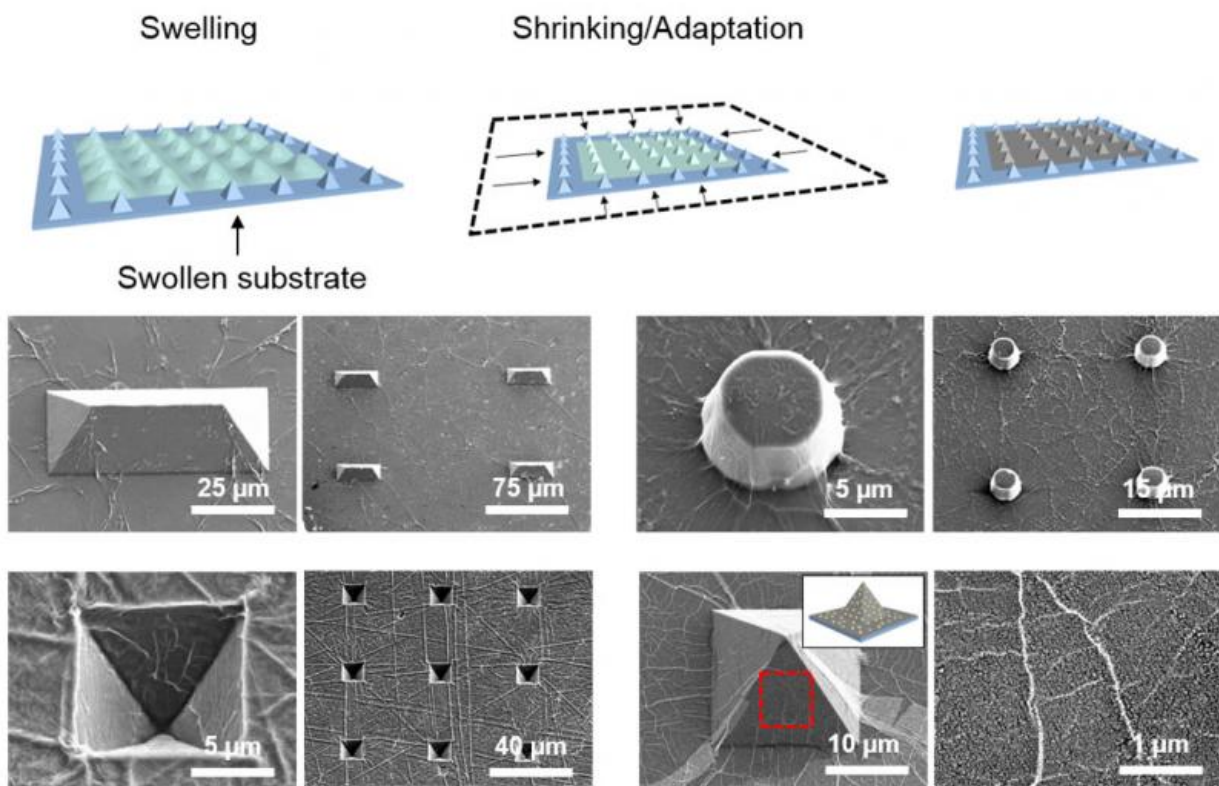 Swelling
Shrinking/Adaptation
Swollen substrate
25 µm
75 µm
5 µm
15 µm
5 µm
40 µm
10 µm
1 µm